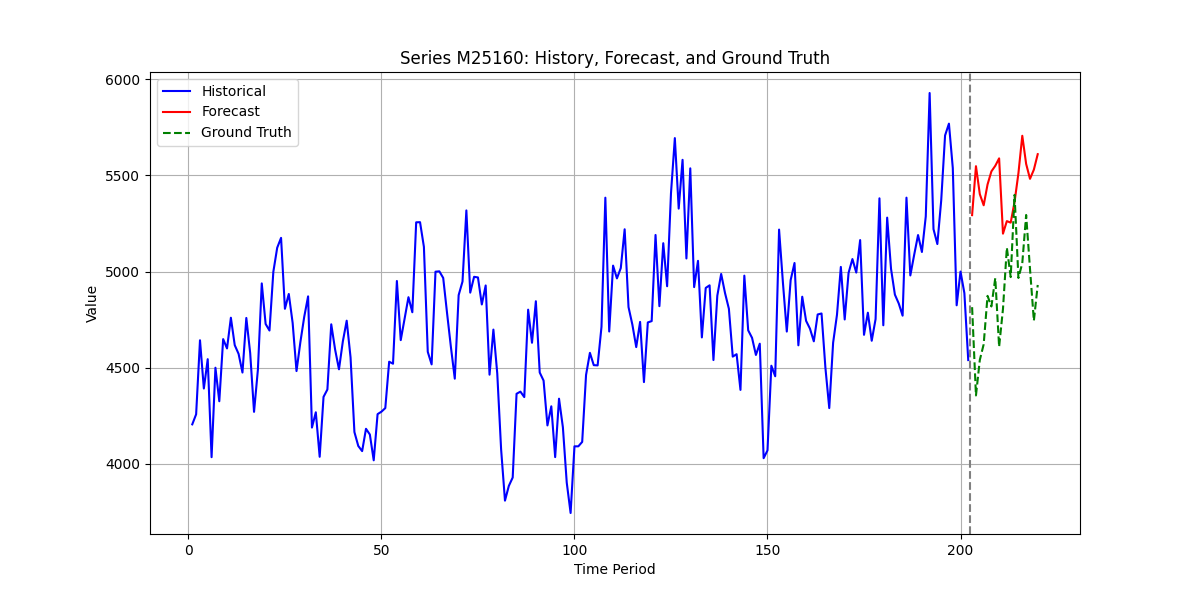 Series M25160: History, Forecast, and Ground Truth
Historical
Forecast
Ground Truth
6000
5500
5000
4500
4000
Value
0 50 100 150 200
Time Period